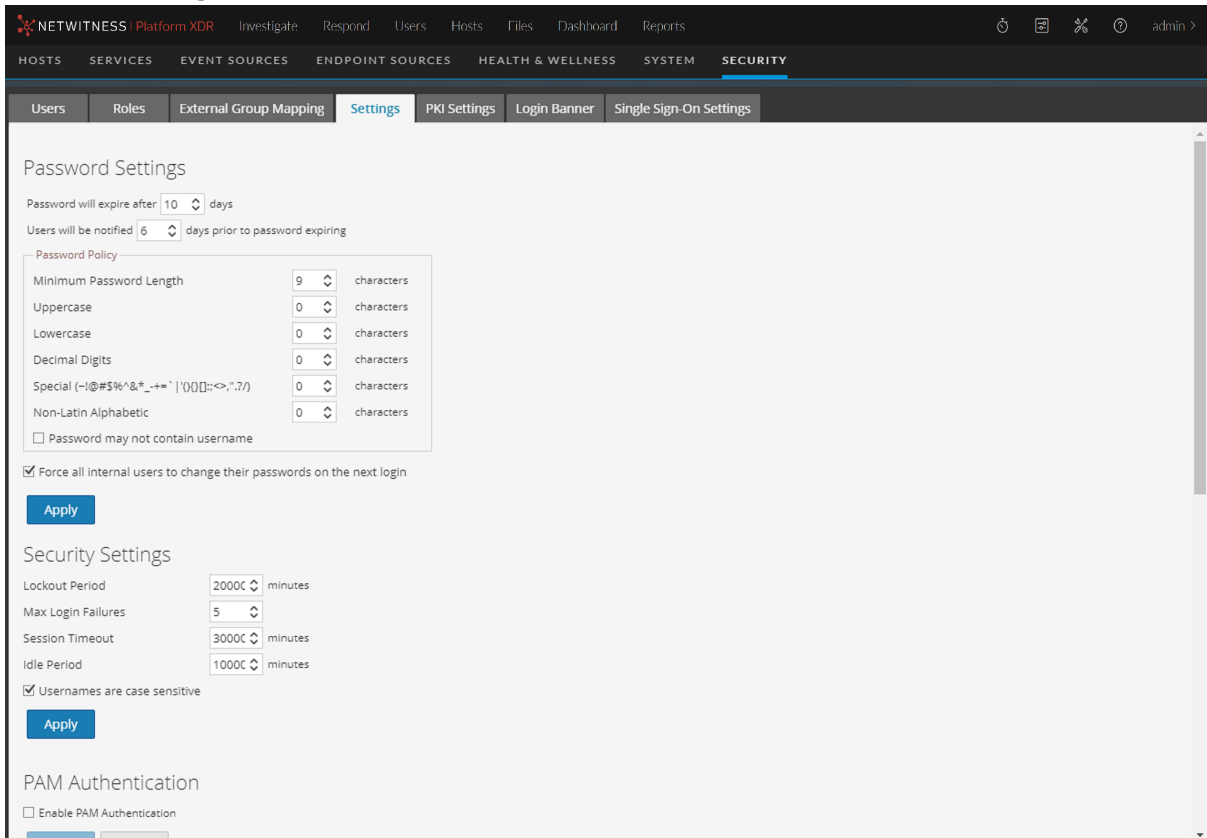 NETWITNESS | Platform XDR Investigate Respond Users Hosts Files Dashboard Reports admin >
HOSTS SERVICES EVENT SOURCES ENDPOINT SOURCES HEALTH & WELLNESS SYSTEM SECURITY
Users Roles External Group Mapping Settings PKI Settings Login Banner Single Sign-On Settings
Password Settings
Password will expire after 10 days
Users will be notified 6 days prior to password expiring
Password Policy
Minimum Password Length 9 characters
Uppercase 0 characters
Lowercase 0 characters
Decimal Digits 0 characters
Special (~!@#$%^&*_-+=`|'(){}[]:;<>,".?/) 0 characters
Non-Latin Alphabetic 0 characters
Password may not contain username
Force all internal users to change their passwords on the next login
Apply
Security Settings
Lockout Period 2000 minutes
Max Login Failures 5
Session Timeout 3000 minutes
Idle Period 1000 minutes
Usernames are case sensitive
Apply
PAM Authentication
Enable PAM Authentication